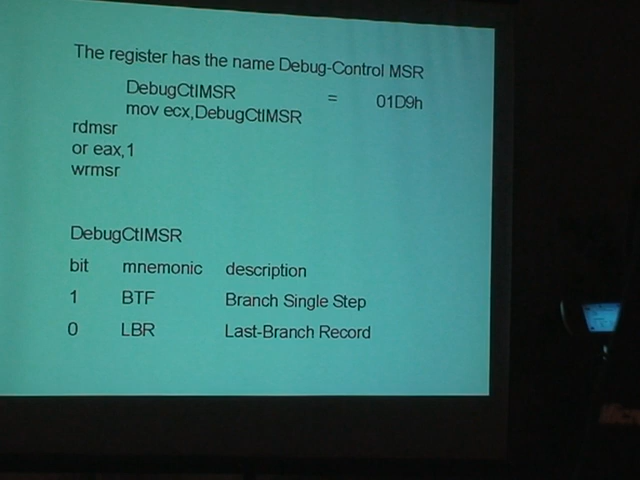 The register has the name Debug-Control MSR
DebugCtlMSR = 01D9h
mov ecx,DebugCtlMSR
rdmsr
or eax,1
wrmsr
DebugCtlMSR
bit mnemonic description
1 BTF Branch Single Step
0 LBR Last-Branch Record